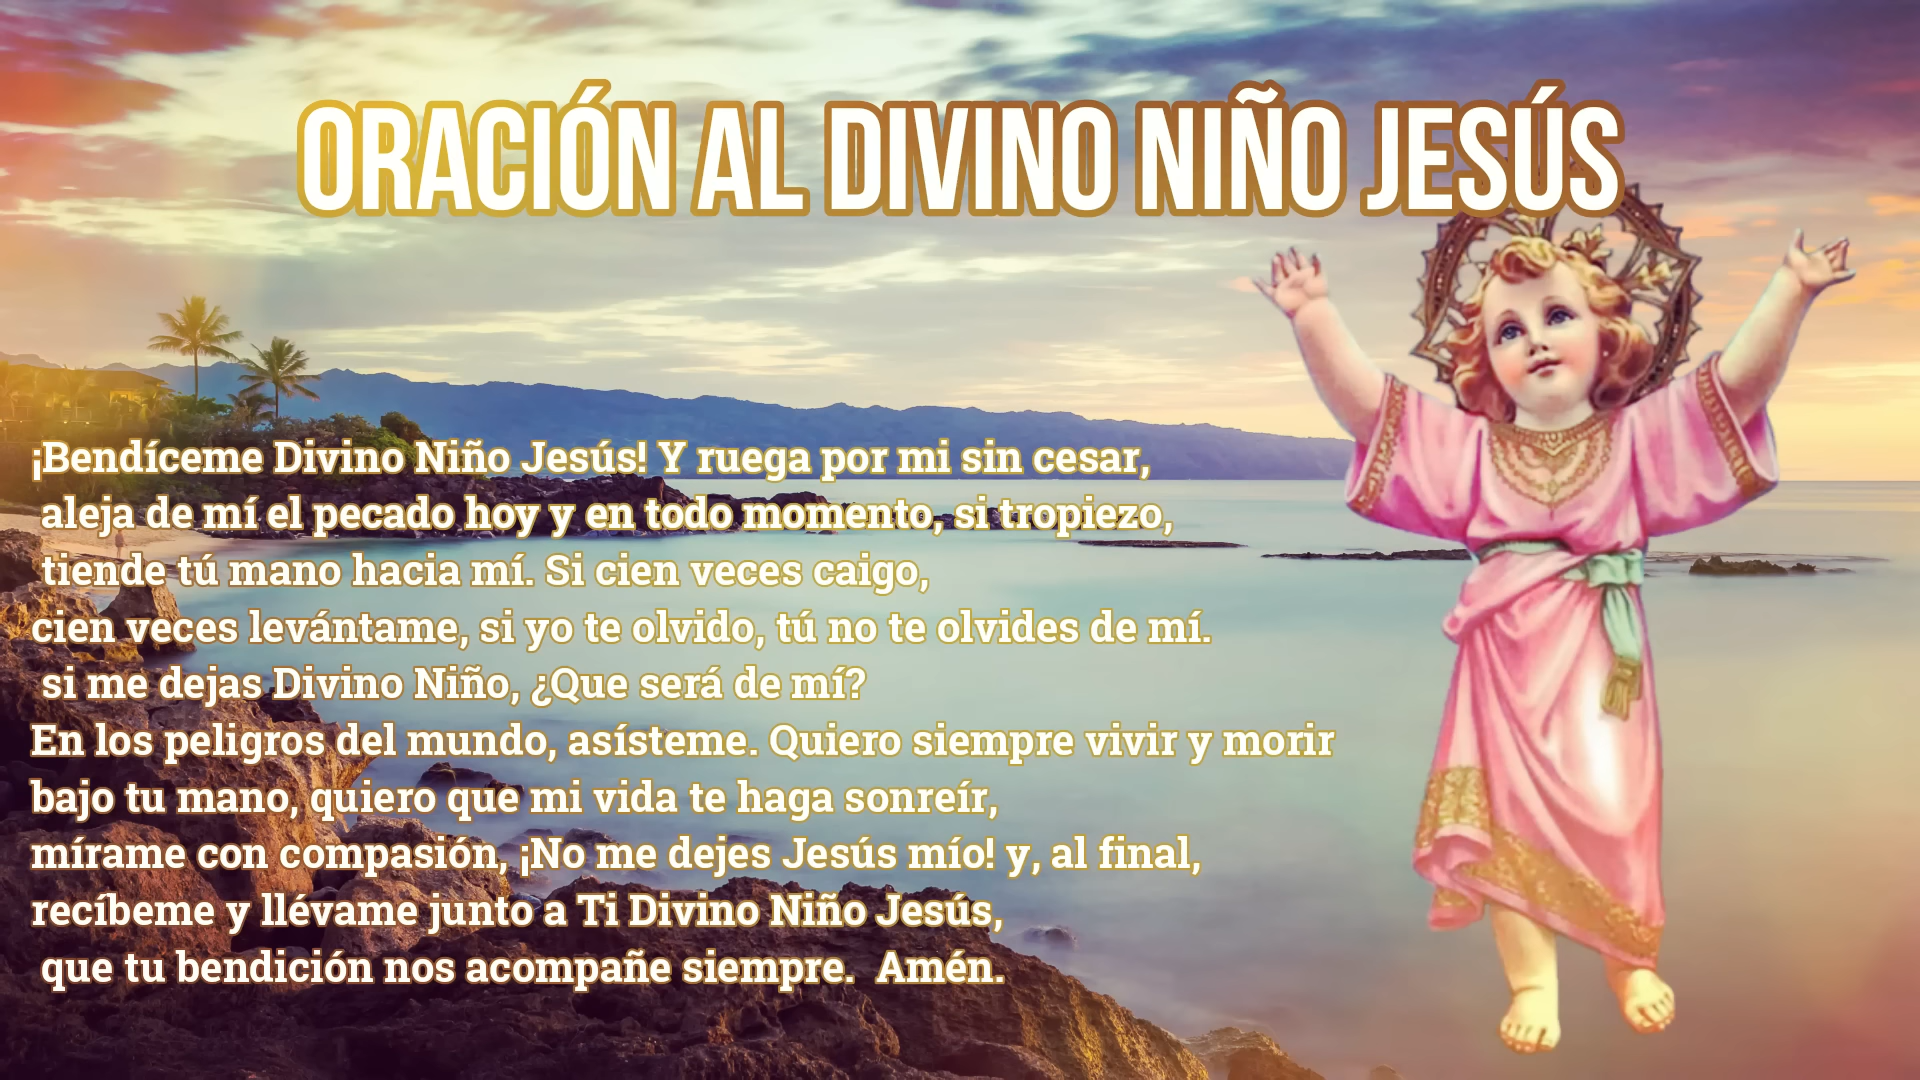 ORACIÓN AL DIVINO NIÑO JESÚS
¡Bendíceme Divino Niño Jesús! Y ruega por mi sin cesar,
aleja de mí el pecado hoy y en todo momento, si tropiezo,
tiende tú mano hacia mí. Si cien veces caigo,
cien veces levántame, si yo te olvido, tú no te olvides de mí.
si me dejas Divino Niño, ¿Que será de mí?
En los peligros del mundo, asísteme. Quiero siempre vivir y morir
bajo tu mano, quiero que mi vida te haga sonreír,
mírame con compasión, ¡No me dejes Jesús mío! y, al final,
recíbeme y llévame junto a Ti Divino Niño Jesús,
que tu bendición nos acompañe siempre.  Amén.